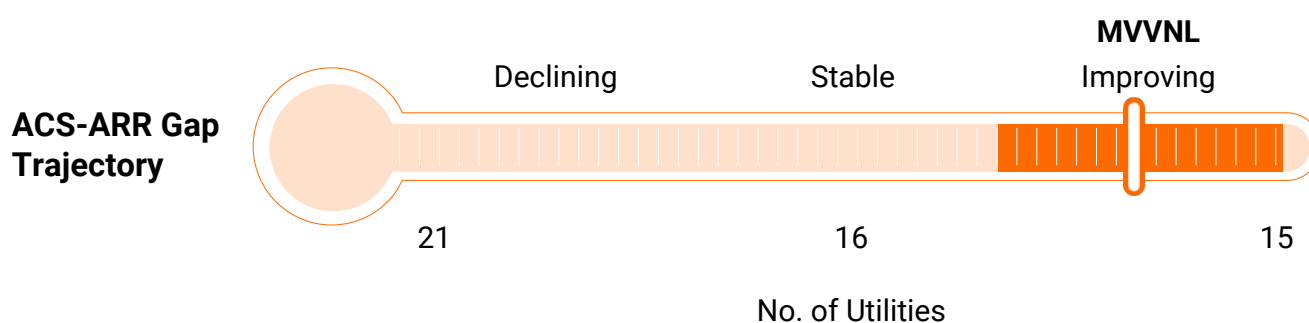 MVVNL
Declining Stable Improving
ACS-ARR Gap
Trajectory
21 16 15
No. of Utilities